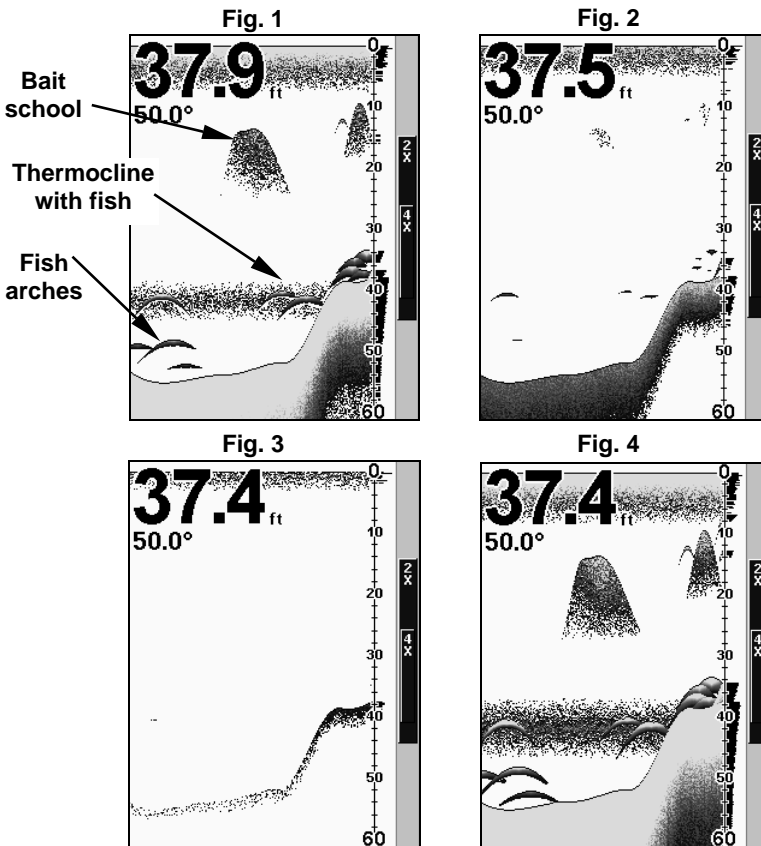 Fig. 1
Fig. 2
37.9 ft
50.0°
0
10
20
30
40
50
60
2X
4X
Bait
school
Thermocline
with fish
Fish
arches
37.5 ft
50.0°
0
10
20
30
40
50
60
2X
4X
Fig. 3
Fig. 4
37.4 ft
50.0°
0
10
20
30
40
50
60
2X
4X
37.4 ft
50.0°
0
10
20
30
40
50
60
2X
4X